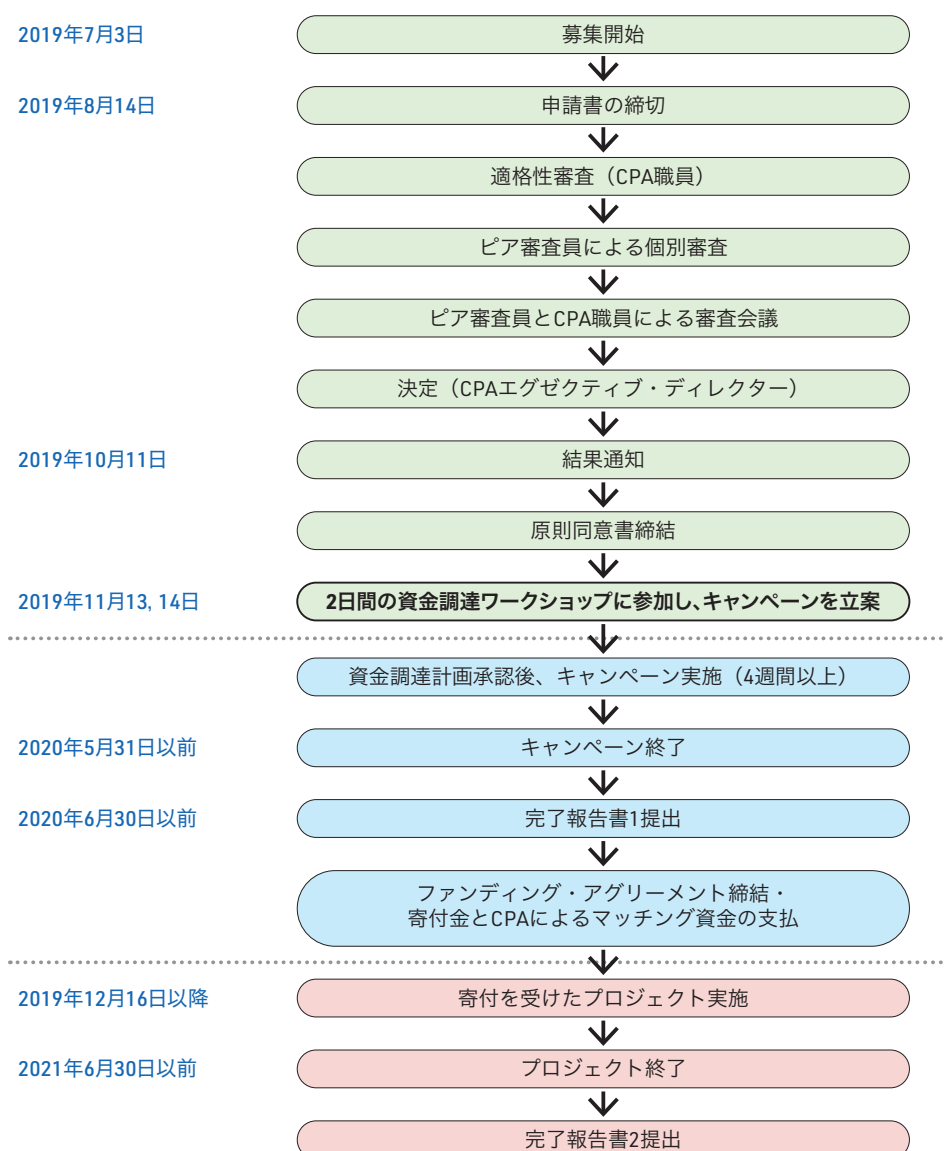 2019年7月3日 募集開始
2019年8月14日 申請書の締切
適格性審査（CPA職員）
ピア審査員による個別審査
ピア審査員とCPA職員による審査会議
決定（CPAエグゼクティブ・ディレクター）
2019年10月11日 結果通知
原則同意書締結
2019年11月13, 14日 2日間の資金調達ワークショップに参加し、キャンペーンを立案
資金調達計画承認後、キャンペーン実施（4週間以上）
2020年5月31日以前 キャンペーン終了
2020年6月30日以前 完了報告書1提出
ファンディング・アグリーメント締結・
寄付金とCPAによるマッチング資金の支払
2019年12月16日以降 寄付を受けたプロジェクト実施
2021年6月30日以前 プロジェクト終了
完了報告書2提出